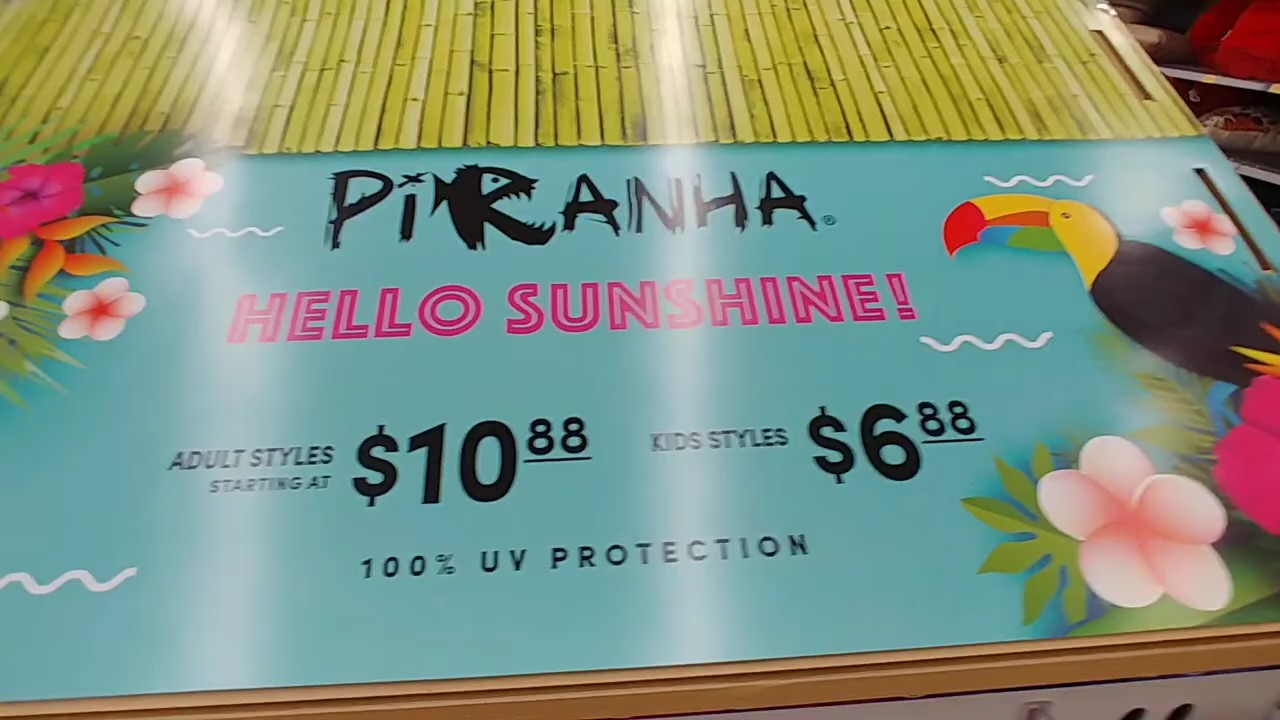 PiRANHA®
HELLO SUNSHINE!
ADULT STYLES
STARTING AT
$10 88
KIDS STYLES $6 88
100% UV PROTECTION